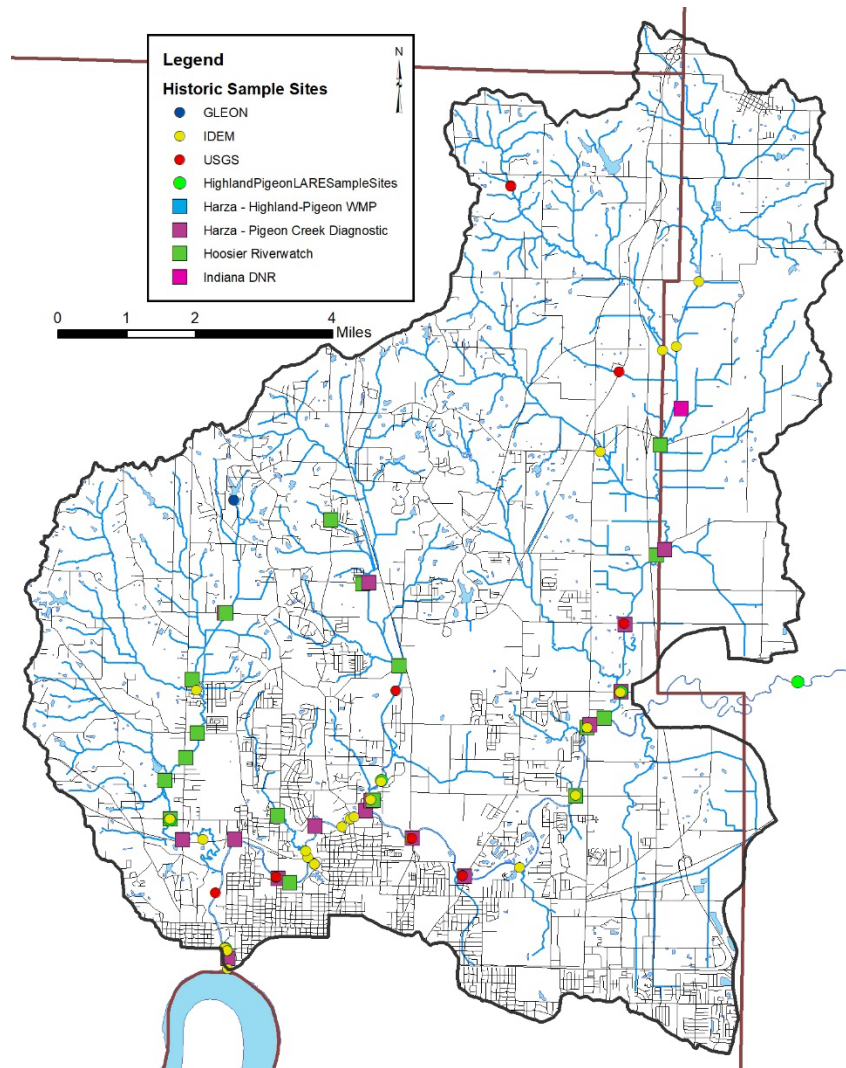 Legend
N
Historic Sample Sites
GLEON
IDEM
USGS
HighlandPigeonLARESampleSites
Harza - Highland-Pigeon WMP
Harza - Pigeon Creek Diagnostic
Hoosier Riverwatch
Indiana DNR
0 1 2 4
Miles